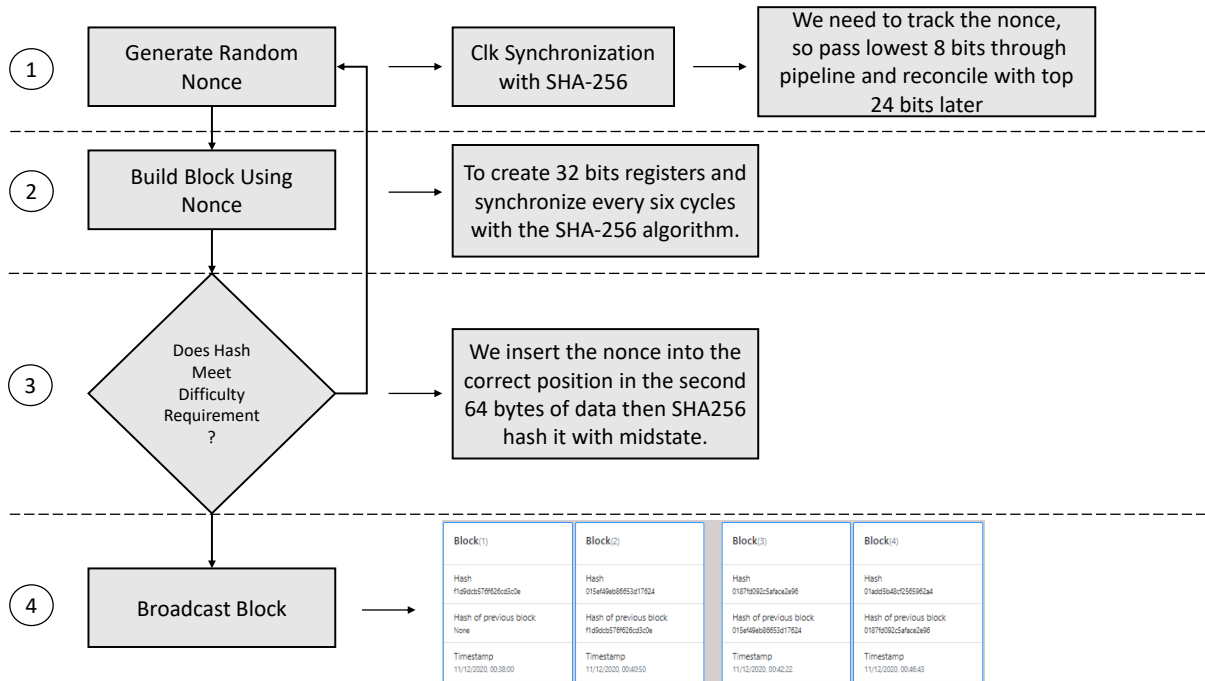 1
Generate Random
Nonce
Clk Synchronization
with SHA-256
We need to track the nonce,
so pass lowest 8 bits through
pipeline and reconcile with top
24 bits later
2
Build Block Using
Nonce
To create 32 bits registers and
synchronize every six cycles
with the SHA-256 algorithm.
3
Does Hash
Meet
Difficulty
Requirement
?
We insert the nonce into the
correct position in the second
64 bytes of data then SHA256
hash it with midstate.
4
Broadcast Block
Block(1)
Hash
f1d9dcb576f626cd3c0e
Hash of previous block
None
Timestamp
11/12/2020, 00:38:00
Block(2)
Hash
015ef49eb86653d17624
Hash of previous block
f1d9dcb576f626cd3c0e
Timestamp
11/12/2020, 00:40:50
Block(3)
Hash
0187fd092c5aface2e96
Hash of previous block
015ef49eb86653d17624
Timestamp
11/12/2020, 00:42:22
Block(4)
Hash
01add5b48cf2565962a4
Hash of previous block
0187fd092c5aface2e96
Timestamp
11/12/2020, 00:46:43